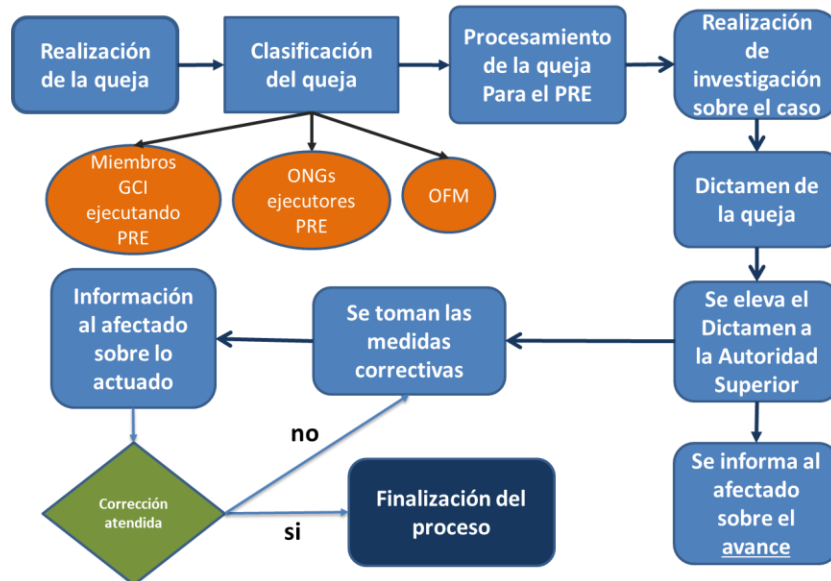 Realización
de la queja
Clasificación
del queja
Procesamiento
de la queja
Para el PRE
Realización
de
investigación
sobre el caso
Miembros
GCI
ejecutando
PRE
ONGs
ejecutores
PRE
OFM
Dictamen de
la queja
Información
al afectado
sobre lo
actuado
Se toman las
medidas
correctivas
Se eleva el
Dictamen a
la Autoridad
Superior
no
Corrección
atendida
si
Finalización del
proceso
Se informa al
afectado
sobre el
avance